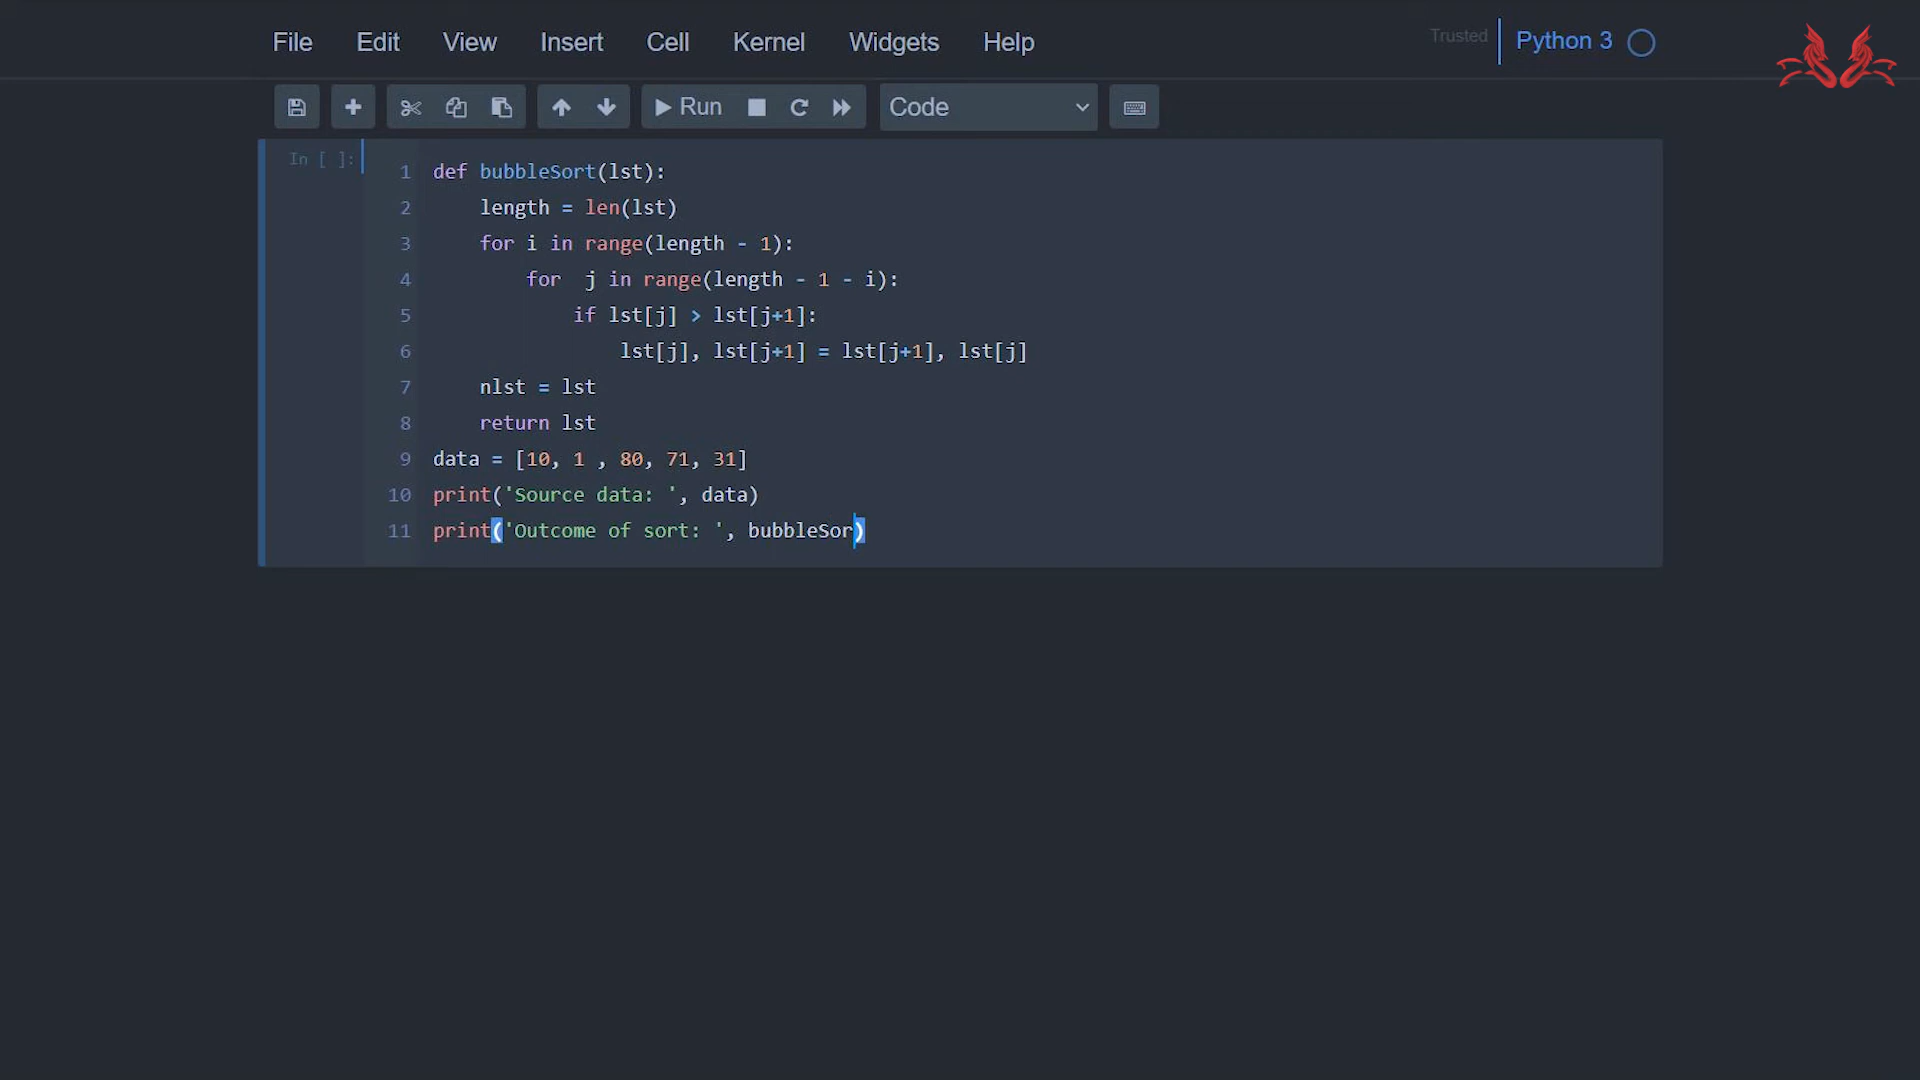 File Edit View Insert Cell Kernel Widgets Help Trusted Python 3
Run Code
In [ ]:
1 def bubbleSort(lst):
2     length = len(lst)
3     for i in range(length - 1):
4         for  j in range(length - 1 - i):
5             if lst[j] > lst[j+1]:
6                 lst[j], lst[j+1] = lst[j+1], lst[j]
7     nlst = lst
8     return lst
9 data = [10, 1 , 80, 71, 31]
10 print('Source data: ', data)
11 print('Outcome of sort: ', bubbleSor)